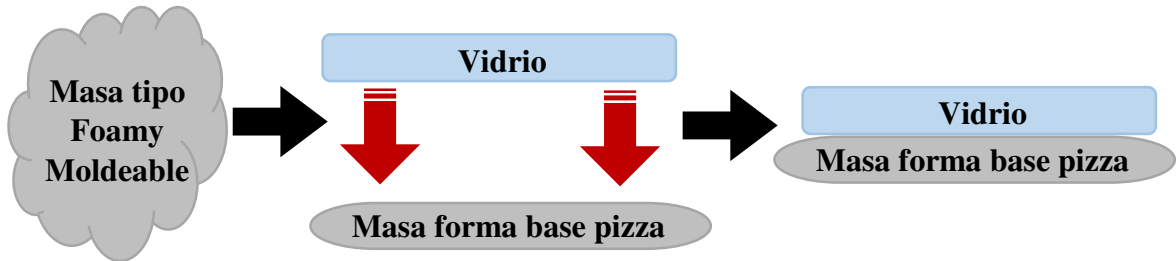 Masa tipo
Foamy
Moldeable
Vidrio
Masa forma base pizza
Vidrio
Masa forma base pizza